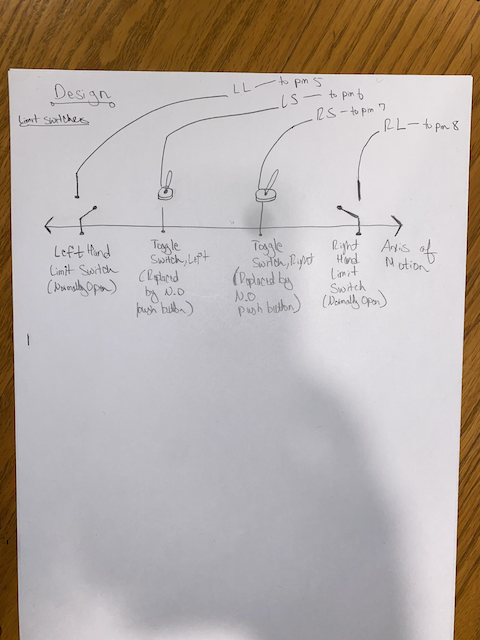 Design
Limit Switches
LL — to pin 5
LS — to pin 6
RS — to pin 7
RL — to pin 8
Left Hand
Limit Switch
(Normally Open)
Toggle
Switch, Left
(Replaced
by N.O
push button)
Toggle
Switch, Right
(Replaced by
N.O
push button)
Right
Hand
Limit
Switch
(Normally Open)
Axis of
Motion